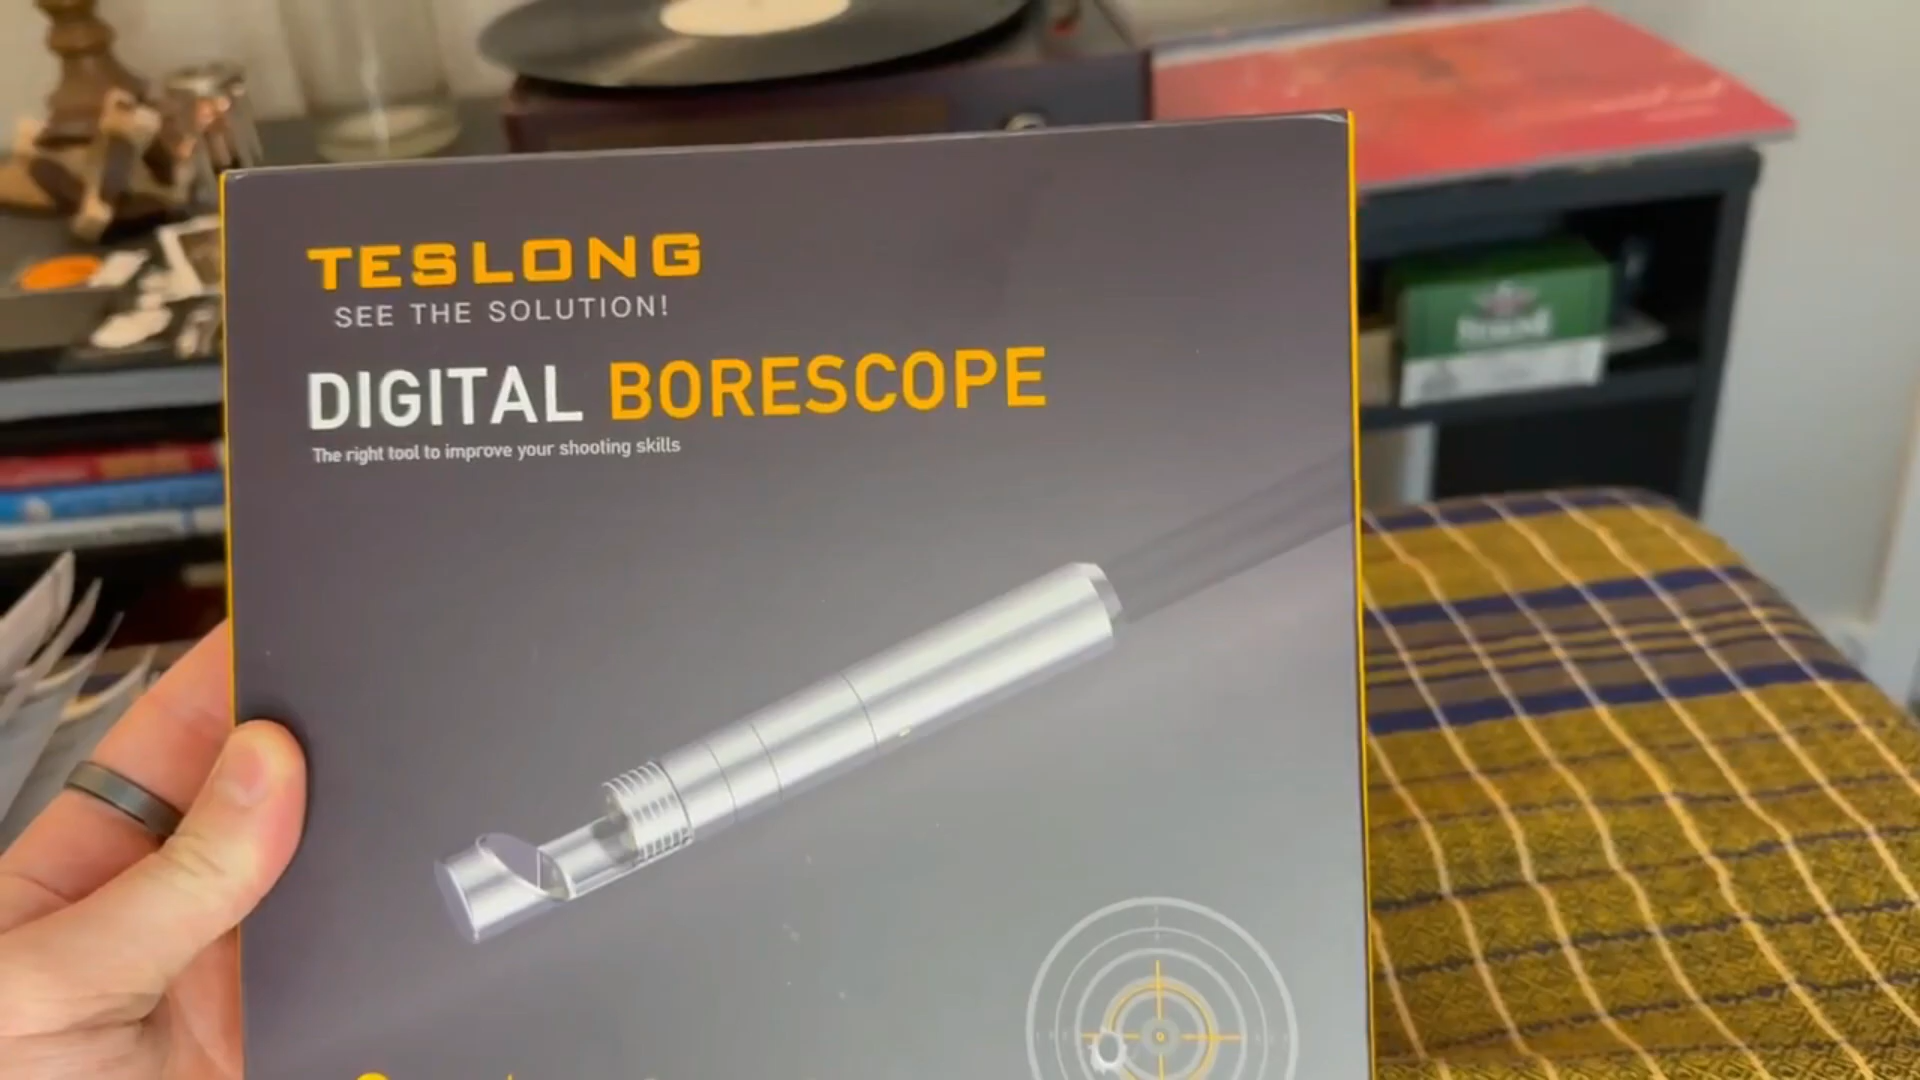 TESLONG
SEE THE SOLUTION!
DIGITAL BORESCOPE
The right tool to improve your shooting skills